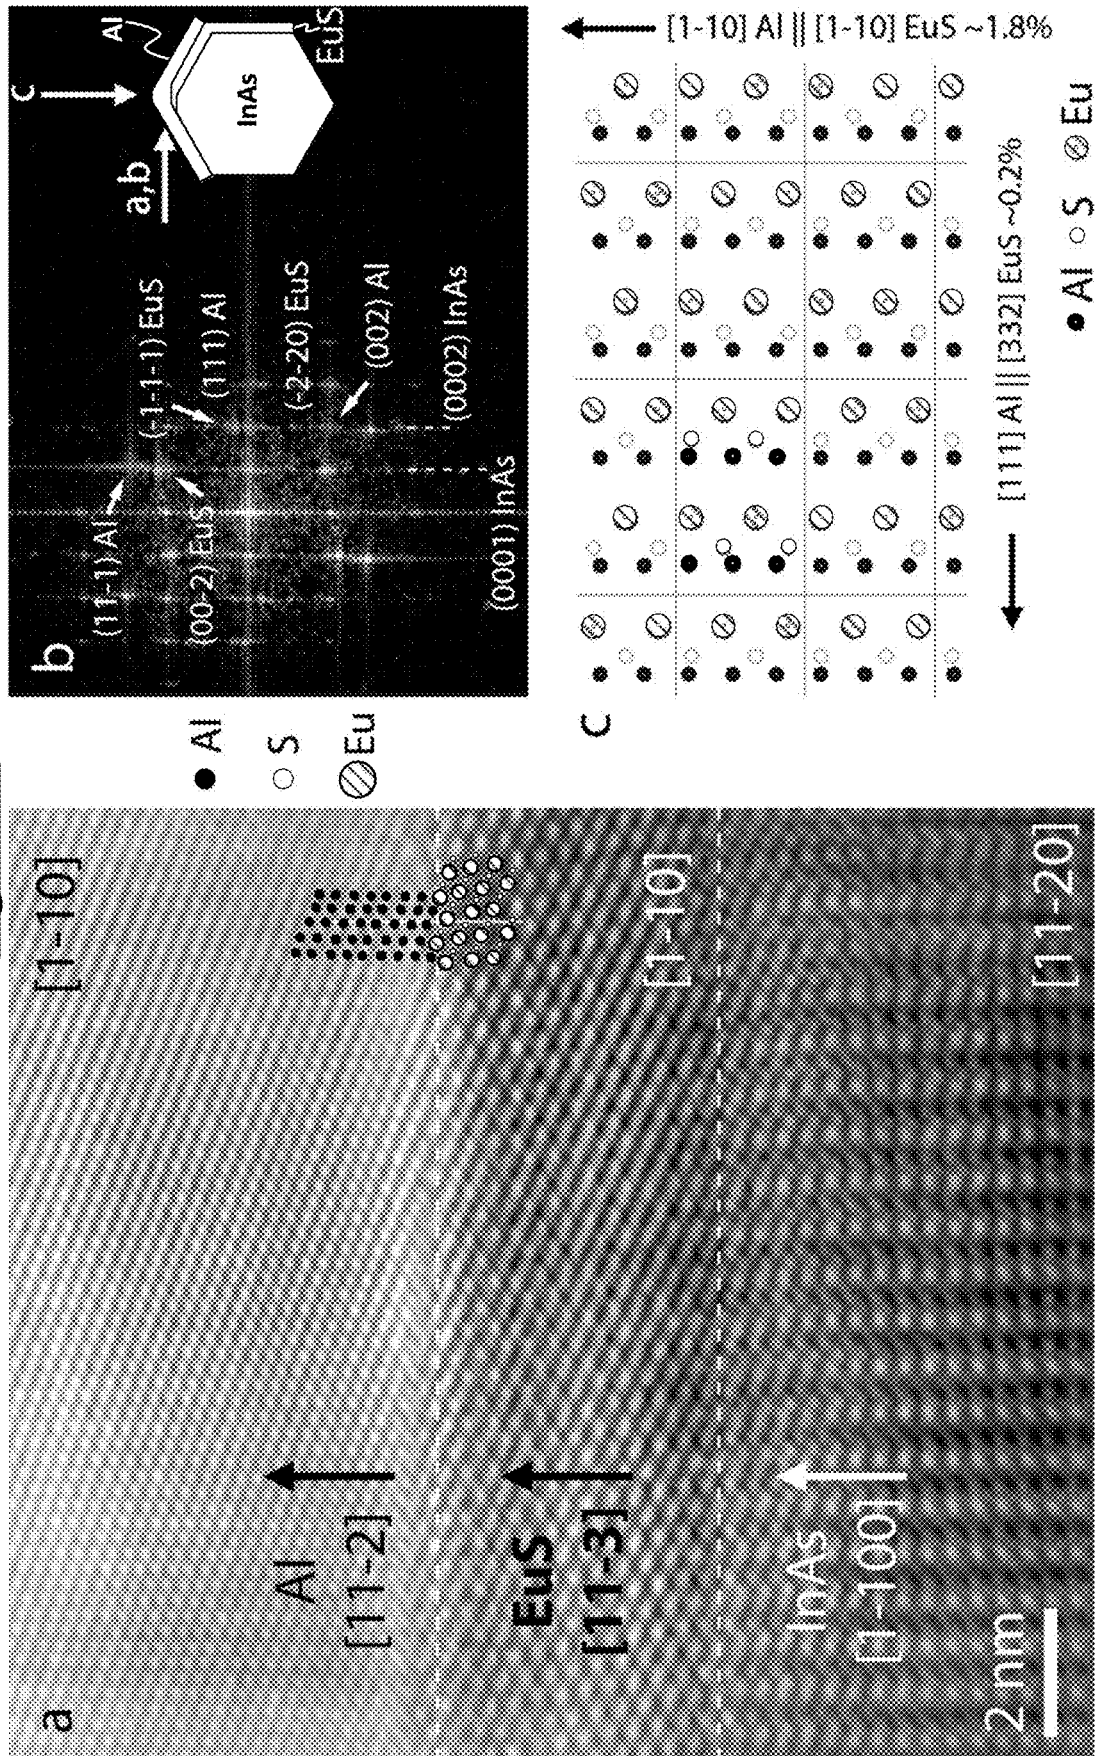 a
[1-10]
Al
[11-2]
EuS
[11-3]
[1-10]
InAs
[1-100]
2 nm
[11-20]
Al
S
Eu
b
(11-1) Al
(00-2) EuS
(-1-1-1) EuS
(111) Al
(-2-20) EuS
(002) Al
(0001) InAs
(0002) InAs
a,b
c
Al
InAs
EuS
c
[1-10] Al || [1-10] EuS ~1.8%
[111] Al || [332] EuS ~0.2%
Al S Eu